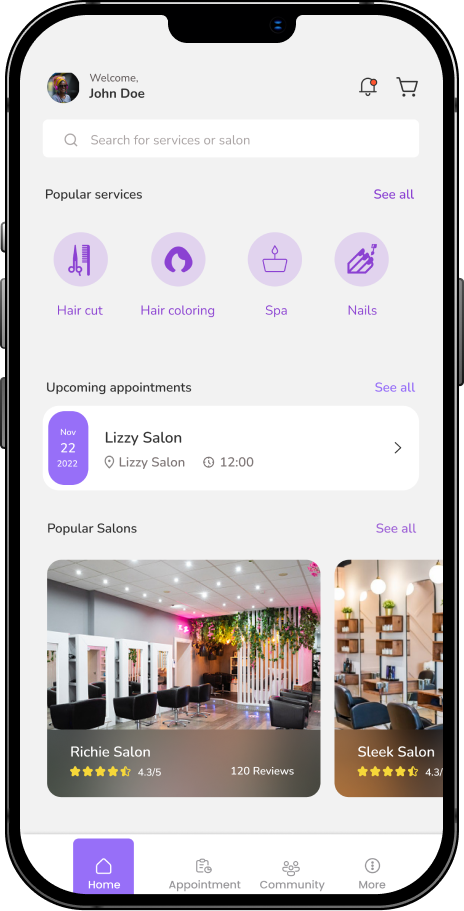 Welcome,
John Doe
Search for services or salon
Popular services
See all
Hair cut
Hair coloring
Spa
Nails
Upcoming appointments
See all
Nov
22
2022
Lizzy Salon
Lizzy Salon
12:00
Popular Salons
See all
Richie Salon
4.3/5
120 Reviews
Sleek Salon
4.3/
Home
Appointment
Community
More